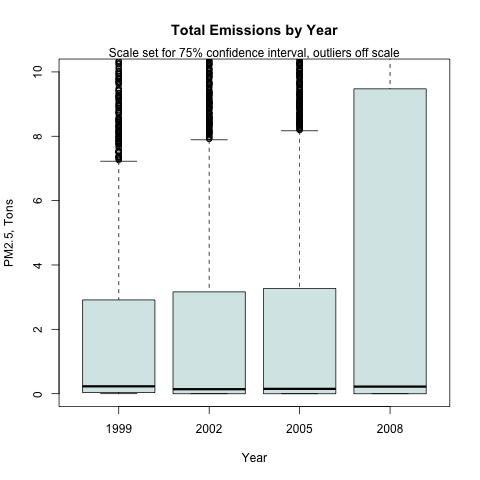 Total Emissions by Year
Scale set for 75% confidence interval, outliers off scale
PM2.5, Tons
10
8
6
4
2
0
1999 2002 2005 2008
Year